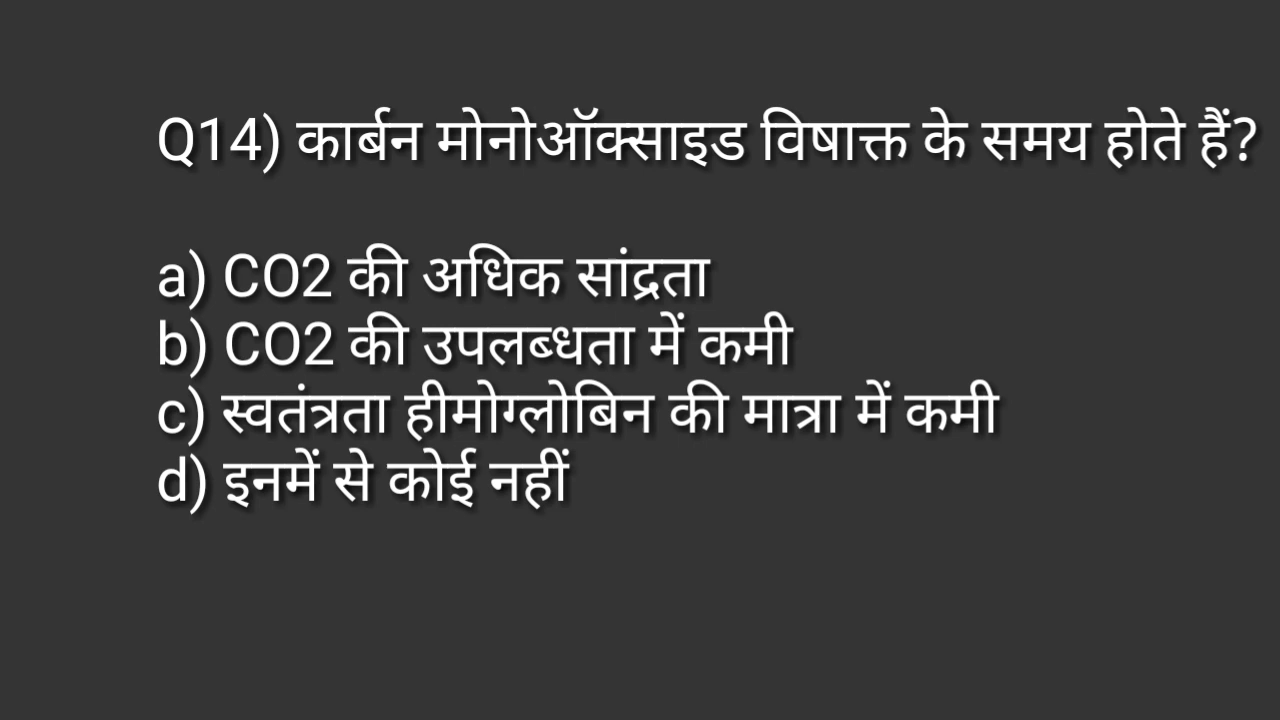 Q14) कार्बन मोनोऑक्साइड विषाक्त के समय होते हैं?
a) CO2 की अधिक सांद्रता
b) CO2 की उपलब्धता में कमी
c) स्वतंत्रता हीमोग्लोबिन की मात्रा में कमी
d) इनमें से कोई नहीं